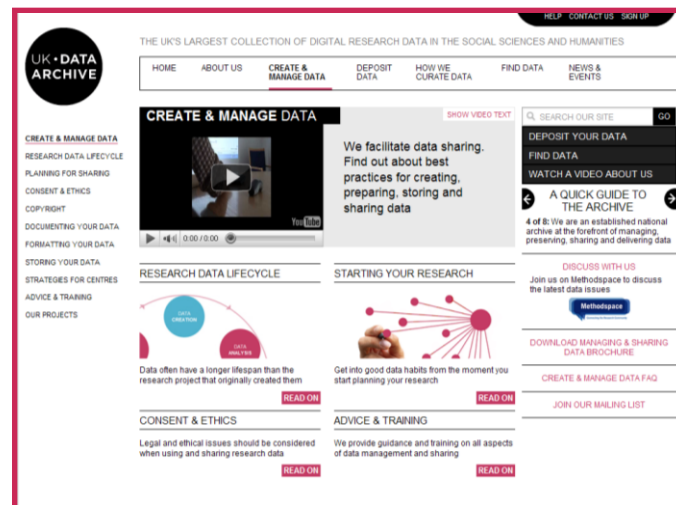 HELP CONTACT US SIGN UP
UK·DATA
ARCHIVE
THE UK'S LARGEST COLLECTION OF DIGITAL RESEARCH DATA IN THE SOCIAL SCIENCES AND HUMANITIES
HOME ABOUT US CREATE & MANAGE DATA DEPOSIT DATA HOW WE CURATE DATA FIND DATA NEWS & EVENTS
CREATE & MANAGE DATA
RESEARCH DATA LIFECYCLE
PLANNING FOR SHARING
CONSENT & ETHICS
COPYRIGHT
DOCUMENTING YOUR DATA
FORMATTING YOUR DATA
STORING YOUR DATA
STRATEGIES FOR CENTRES
ADVICE & TRAINING
OUR PROJECTS
CREATE & MANAGE DATA
SHOW VIDEO TEXT
We facilitate data sharing.
Find out about best
practices for creating,
preparing, storing and
sharing data
YouTube
0:00 / 0:00
RESEARCH DATA LIFECYCLE
DATA
CREATION
DATA
ANALYSIS
Data often have a longer lifespan than the
research project that originally created them
READ ON
STARTING YOUR RESEARCH
Get into good data habits from the moment you
start planning your research
READ ON
CONSENT & ETHICS
Legal and ethical issues should be considered
when using and sharing research data
READ ON
ADVICE & TRAINING
We provide guidance and training on all aspects
of data management and sharing
READ ON
SEARCH OUR SITE GO
DEPOSIT YOUR DATA
FIND DATA
WATCH A VIDEO ABOUT US
A QUICK GUIDE TO
THE ARCHIVE
4 of 8: We are an established national
archive at the forefront of managing,
preserving, sharing and delivering data
DISCUSS WITH US
Join us on Methodspace to discuss
the latest data issues
Methodspace
DOWNLOAD MANAGING & SHARING
DATA BROCHURE
CREATE & MANAGE DATA FAQ
JOIN OUR MAILING LIST